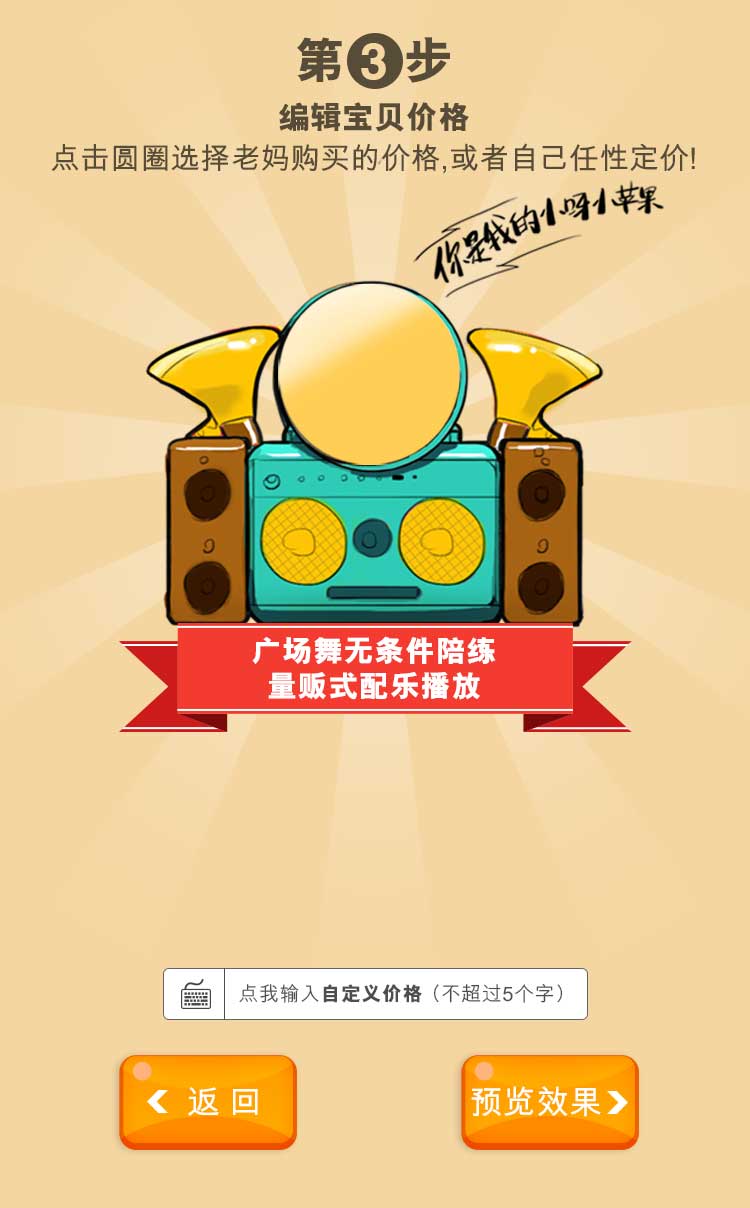 第3步
编辑宝贝价格
点击圆圈选择老妈购买的价格,或者自己任性定价!
你是我的小呀小苹果
广场舞无条件陪练
量贩式配乐播放
点我输入自定义价格（不超过5个字）
返回
预览效果